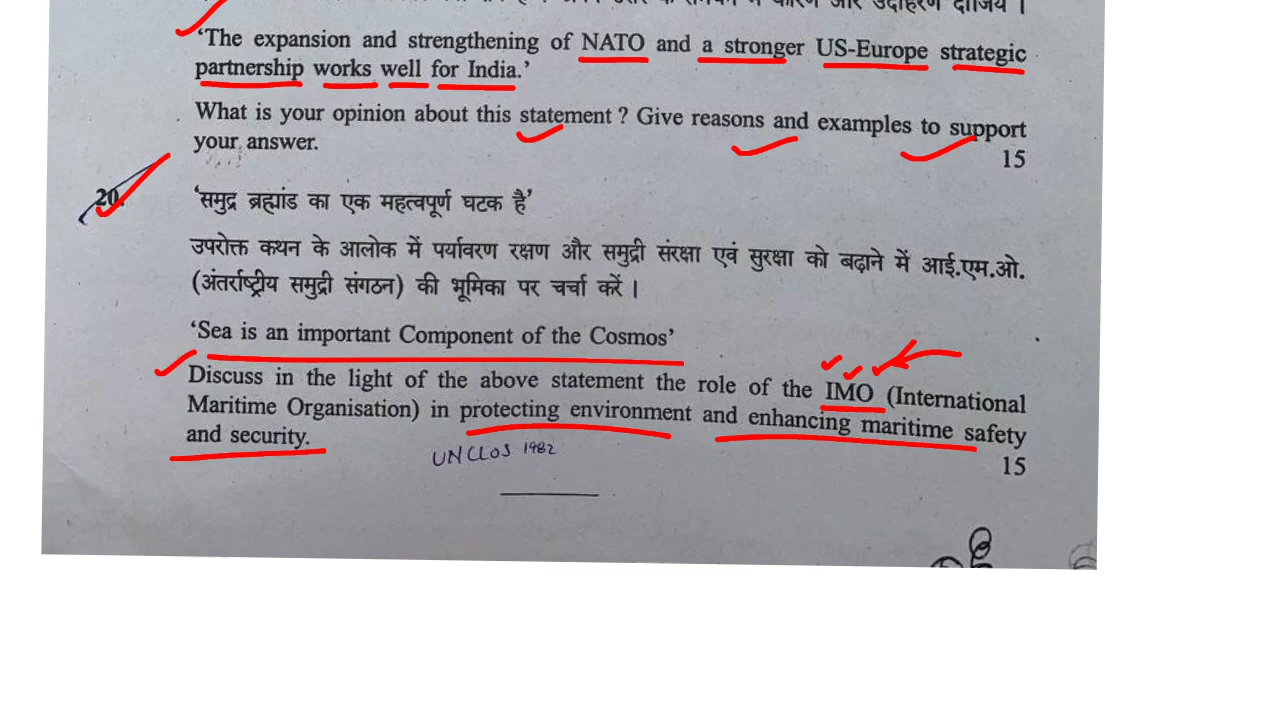 ‘The expansion and strengthening of NATO and a stronger US-Europe strategic
partnership works well for India.’
What is your opinion about this statement ? Give reasons and examples to support
your answer.
15
20.
‘समुद्र ब्रह्मांड का एक महत्वपूर्ण घटक है’
उपरोक्त कथन के आलोक में पर्यावरण रक्षण और समुद्री संरक्षा एवं सुरक्षा को बढ़ाने में आई.एम.ओ.
(अंतर्राष्ट्रीय समुद्री संगठन) की भूमिका पर चर्चा करें ।
‘Sea is an important Component of the Cosmos’
Discuss in the light of the above statement the role of the IMO (International
Maritime Organisation) in protecting environment and enhancing maritime safety
and security.
UNCLOS 1982
15